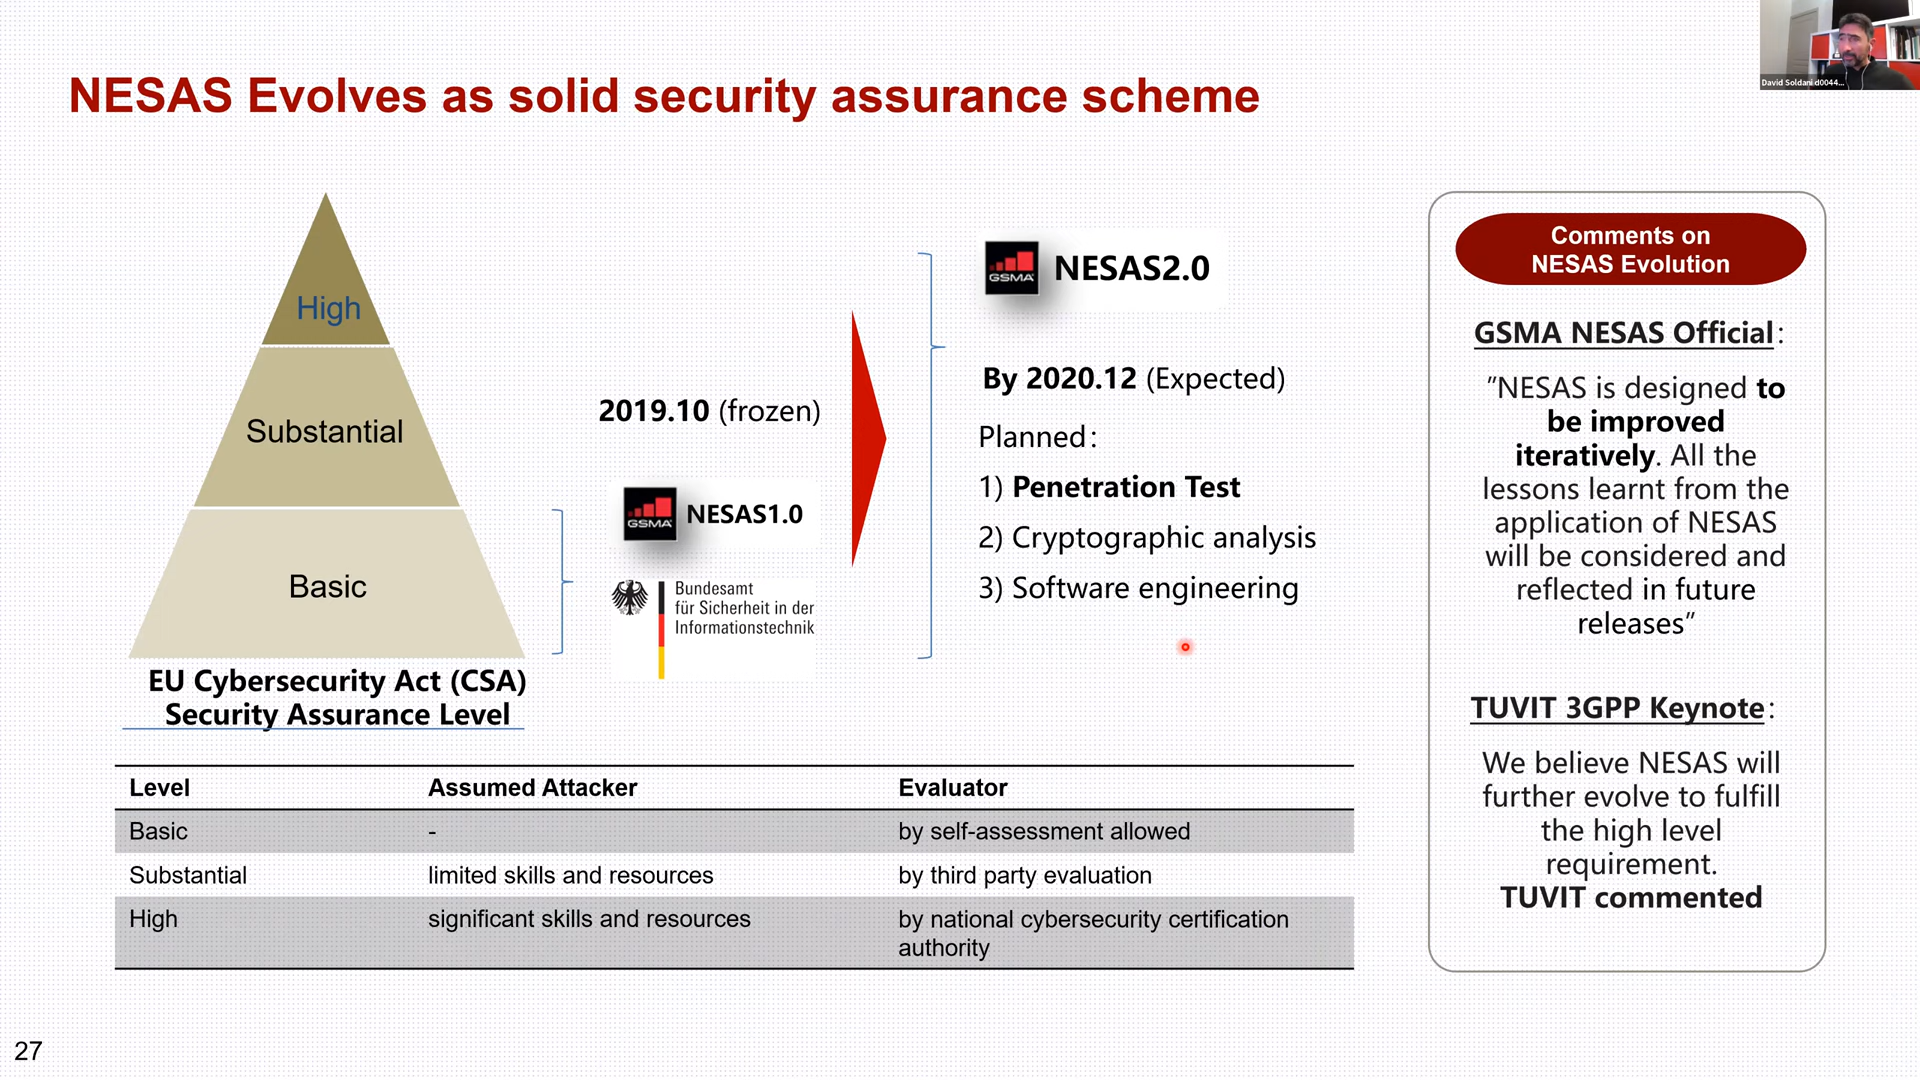 David Soldani d0044...
NESAS Evolves as solid security assurance scheme
High
Substantial
Basic
EU Cybersecurity Act (CSA)
Security Assurance Level
2019.10 (frozen)
GSMA
NESAS1.0
Bundesamt
für Sicherheit in der
Informationstechnik
GSMA
NESAS2.0
By 2020.12 (Expected)
Planned:
1) Penetration Test
2) Cryptographic analysis
3) Software engineering
Comments on
NESAS Evolution
GSMA NESAS Official:
"NESAS is designed to
be improved
iteratively. All the
lessons learnt from the
application of NESAS
will be considered and
reflected in future
releases"
TUVIT 3GPP Keynote:
We believe NESAS will
further evolve to fulfill
the high level
requirement.
TUVIT commented
Level Assumed Attacker Evaluator
Basic - by self-assessment allowed
Substantial limited skills and resources by third party evaluation
High significant skills and resources by national cybersecurity certification
authority
27